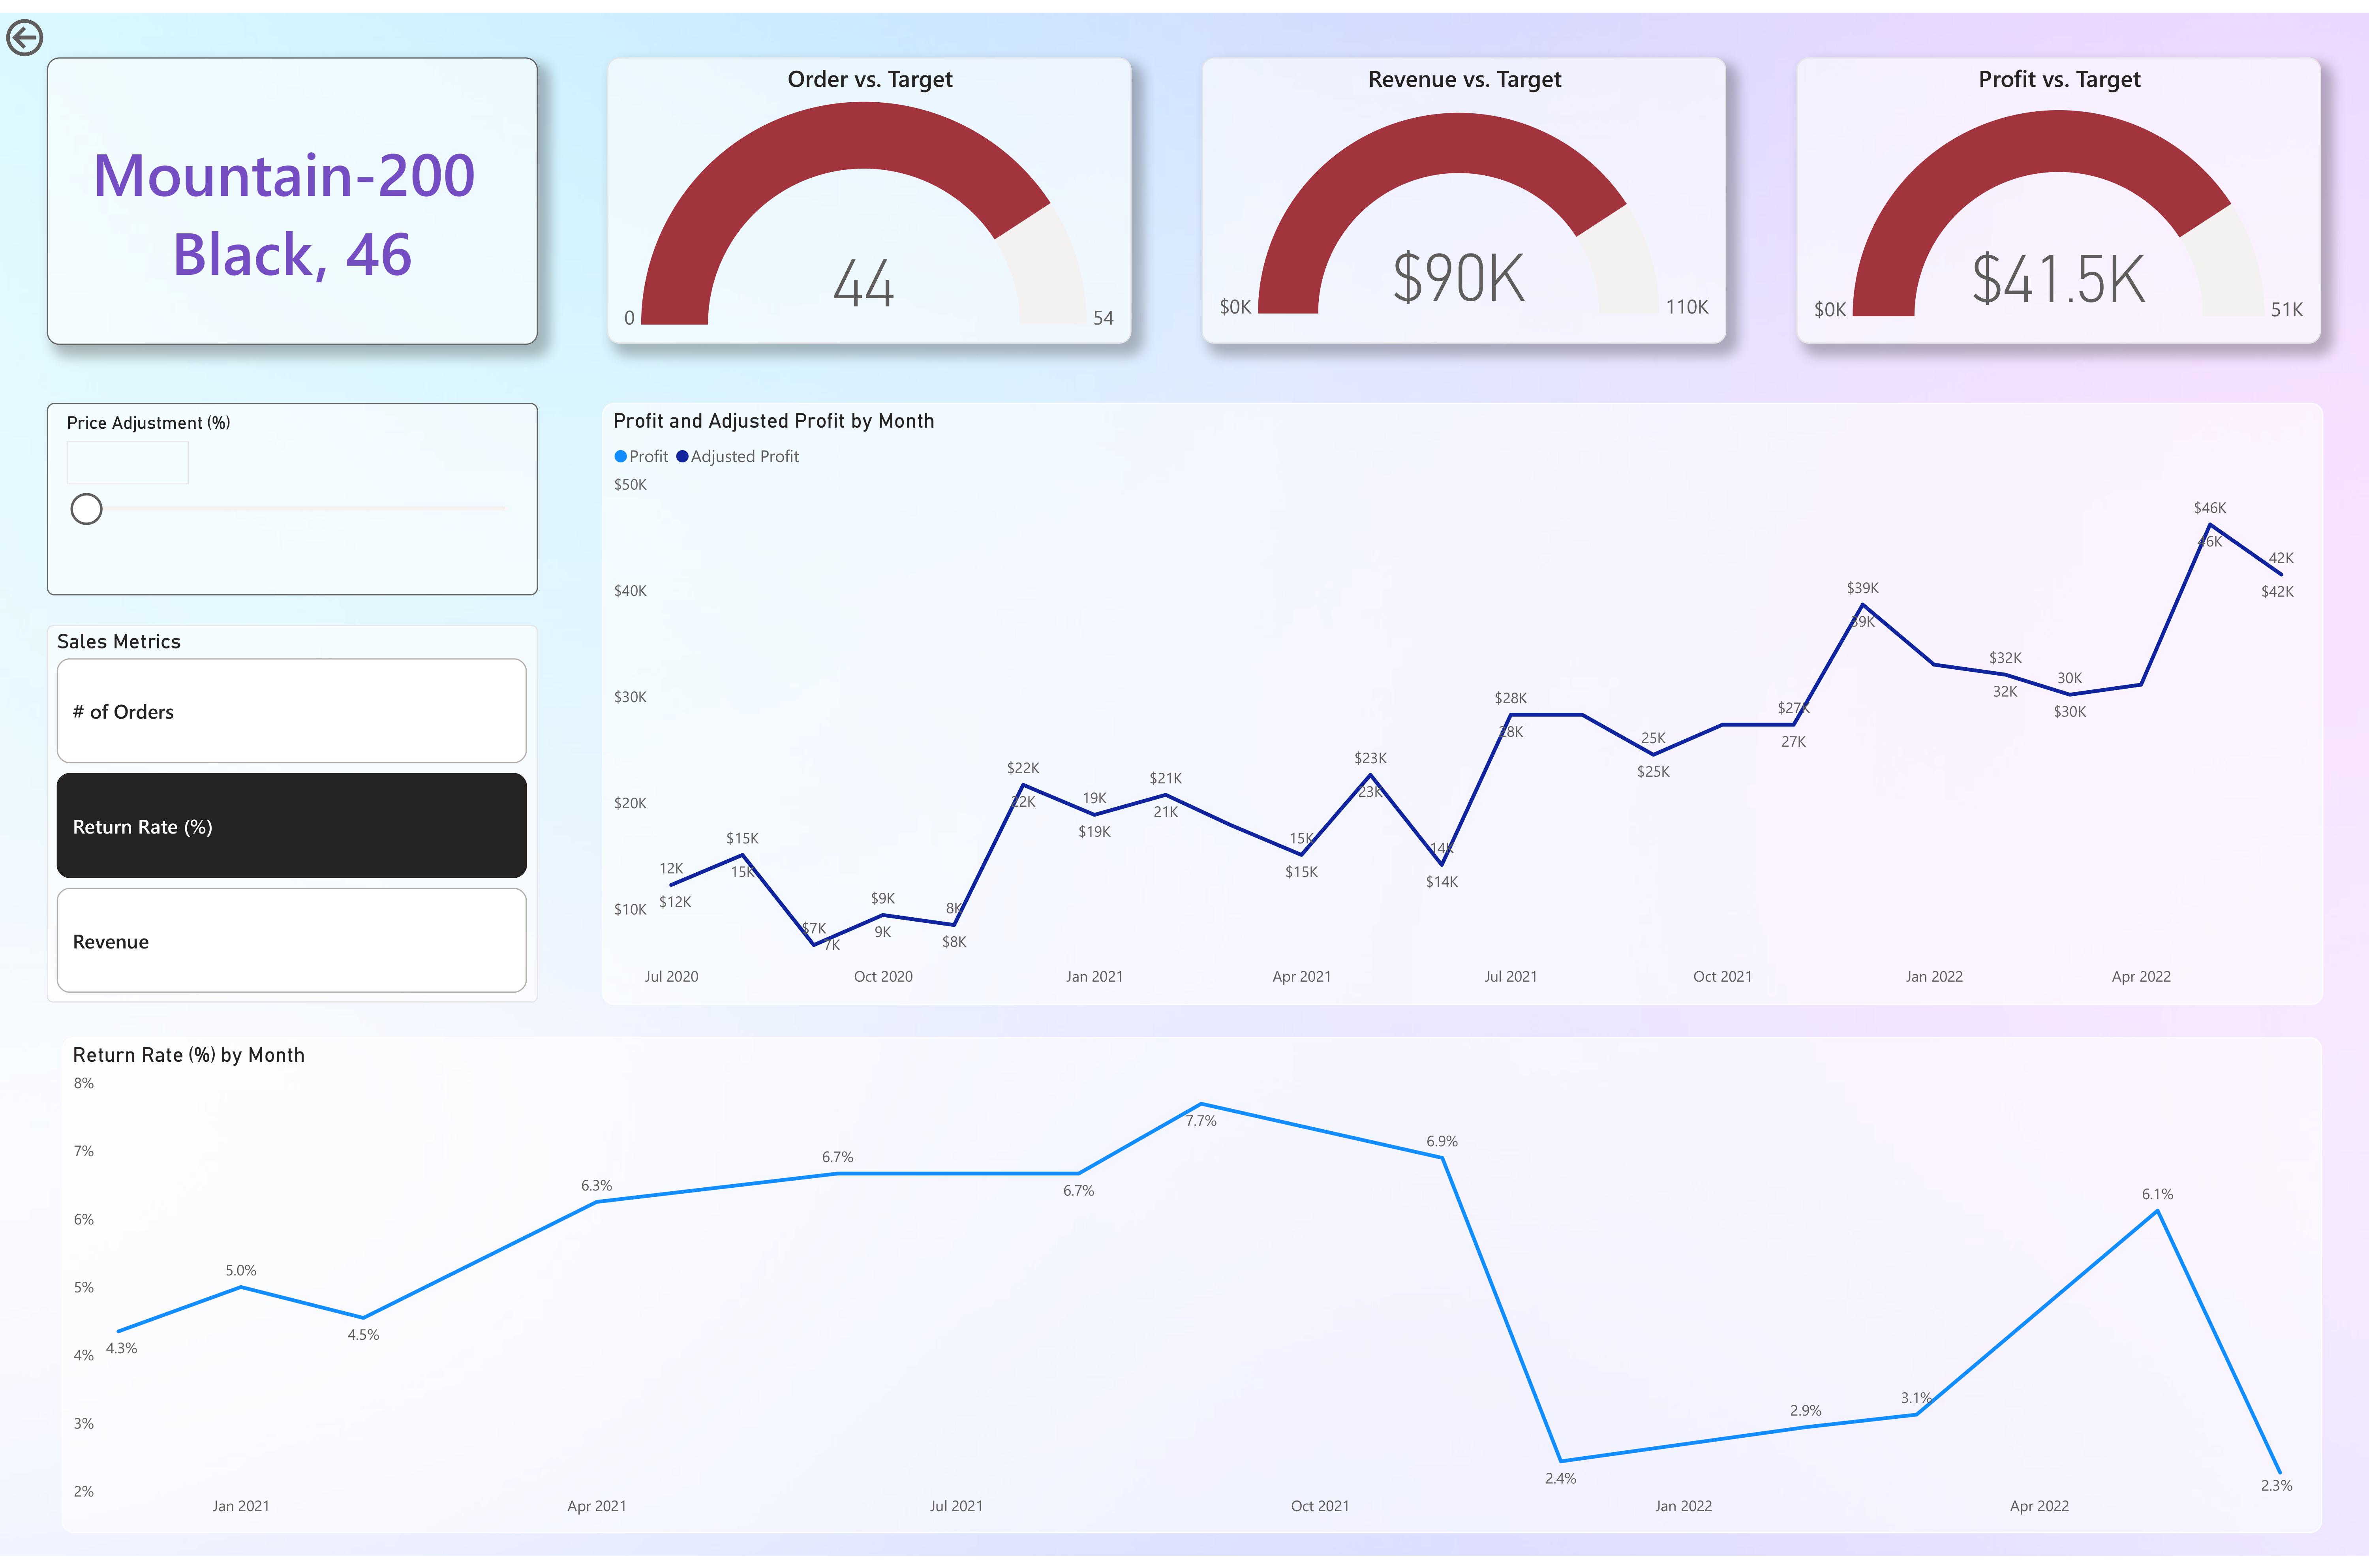 Mountain-200
Black, 46
Order vs. Target
44
0
54
Revenue vs. Target
$90K
$0K
110K
Profit vs. Target
$41.5K
$0K
51K
Price Adjustment (%)
Sales Metrics
# of Orders
Return Rate (%)
Revenue
Profit and Adjusted Profit by Month
Profit Adjusted Profit
$50K
$40K
$30K
$20K
$10K
12K
$12K
$15K
15K
$7K
7K
$9K
9K
8K
$8K
$22K
22K
19K
$19K
$21K
21K
15K
$15K
$23K
23K
14K
$14K
$28K
28K
25K
$25K
$27K
27K
$39K
39K
$32K
32K
30K
$30K
$46K
46K
42K
$42K
Jul 2020 Oct 2020 Jan 2021 Apr 2021 Jul 2021 Oct 2021 Jan 2022 Apr 2022
Return Rate (%) by Month
8%
7%
6%
5%
4%
3%
2%
4.3%
5.0%
4.5%
6.3%
6.7%
6.7%
7.7%
6.9%
2.4%
2.9%
3.1%
6.1%
2.3%
Jan 2021 Apr 2021 Jul 2021 Oct 2021 Jan 2022 Apr 2022